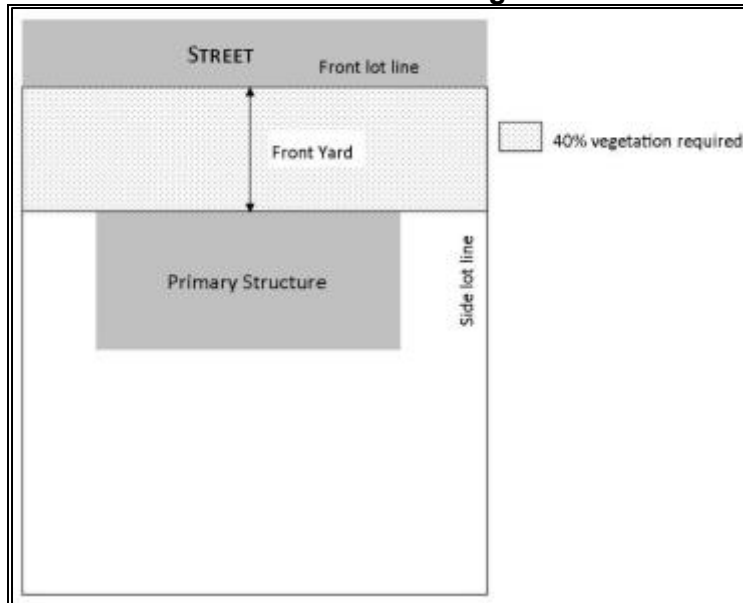 STREET
Front lot line
Front Yard
40% vegetation required
Primary Structure
Side lot line